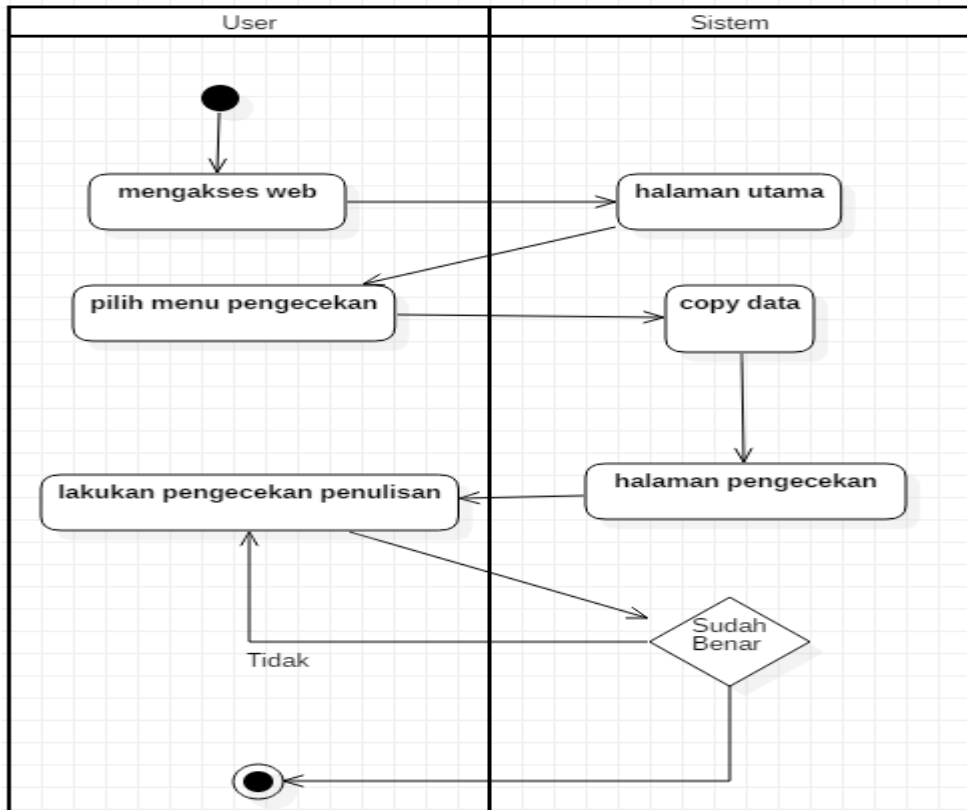 User
Sistem
mengakses web
halaman utama
pilih menu pengecekan
copy data
lakukan pengecekan penulisan
halaman pengecekan
Sudah
Benar
Tidak